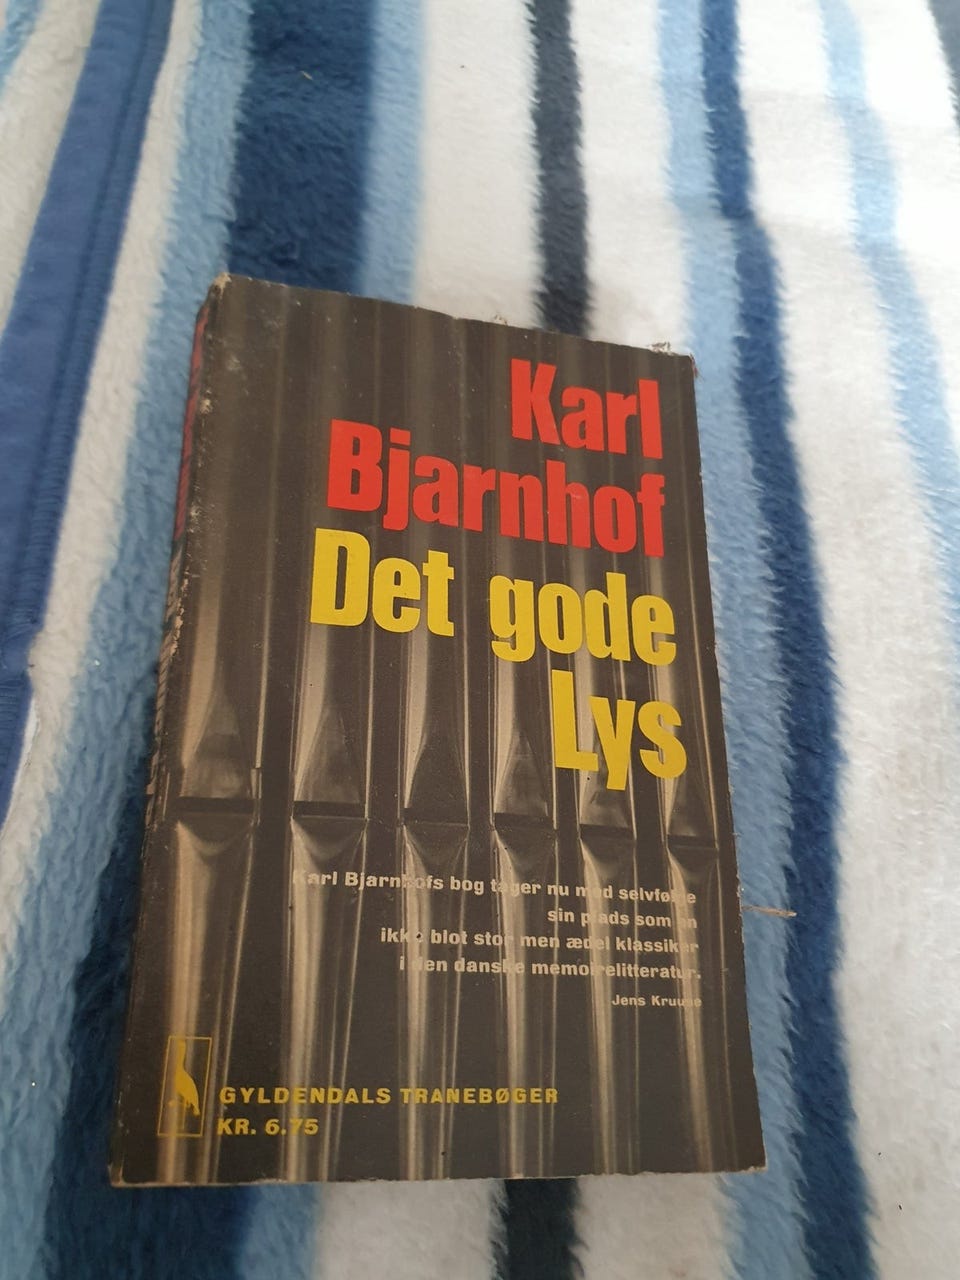 Karl
Bjarnhof
Det gode
Lys
Karl Bjarnhofs bog tager nu med selvfølge
sin plads som en
ikke blot stor men ædel klassiker
i den danske memoirelitteratur.
Jens Kruuse
GYLDENDALS TRANEBØGER
KR. 6.75